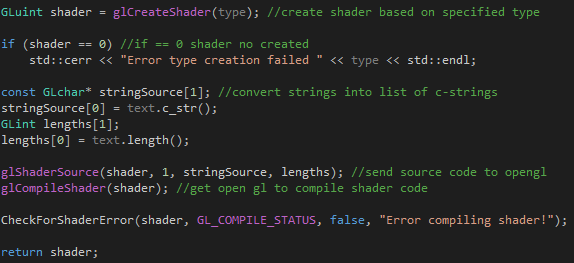 GLuint shader = glCreateShader(type); //create shader based on specified type
if (shader == 0) //if == 0 shader no created
std::cerr << "Error type creation failed " << type << std::endl;
const GLchar* stringSource[1]; //convert strings into list of c-strings
stringSource[0] = text.c_str();
GLint lengths[1];
lengths[0] = text.length();
glShaderSource(shader, 1, stringSource, lengths); //send source code to opengl
glCompileShader(shader); //get open gl to compile shader code
CheckForShaderError(shader, GL_COMPILE_STATUS, false, "Error compiling shader!");
return shader;